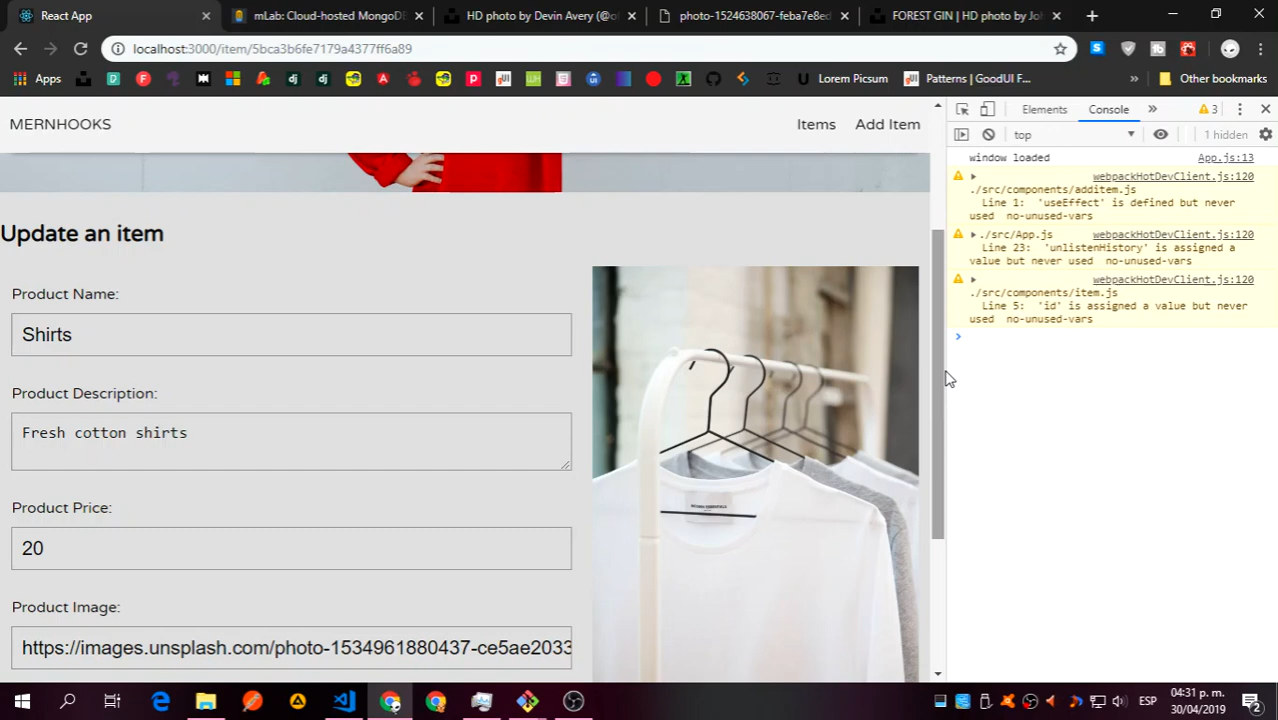 React App
mLab: Cloud-hosted MongoDB
HD photo by Devin Avery (@o
photo-1524638067-feba7e8ed
FOREST GIN | HD photo by Jo
localhost:3000/item/5bca3b6fe7179a4377ff6a89
Apps
Lorem Picsum
Patterns | GoodUI F...
Other bookmarks
MERNHOOKS
Items
Add Item
Update an item
Product Name:
Shirts
Product Description:
Fresh cotton shirts
Product Price:
20
Product Image:
https://images.unsplash.com/photo-1534961880437-ce5ae2033
Elements
Console
3
top
1 hidden
window loaded
App.js:13
webpackHotDevClient.js:120
./src/components/additem.js
Line 1: 'useEffect' is defined but never
used no-unused-vars
./src/App.js
webpackHotDevClient.js:120
Line 23: 'unlistenHistory' is assigned a
value but never used no-unused-vars
webpackHotDevClient.js:120
./src/components/item.js
Line 5: 'id' is assigned a value but never
used no-unused-vars
ESP
04:31 p. m.
30/04/2019
2